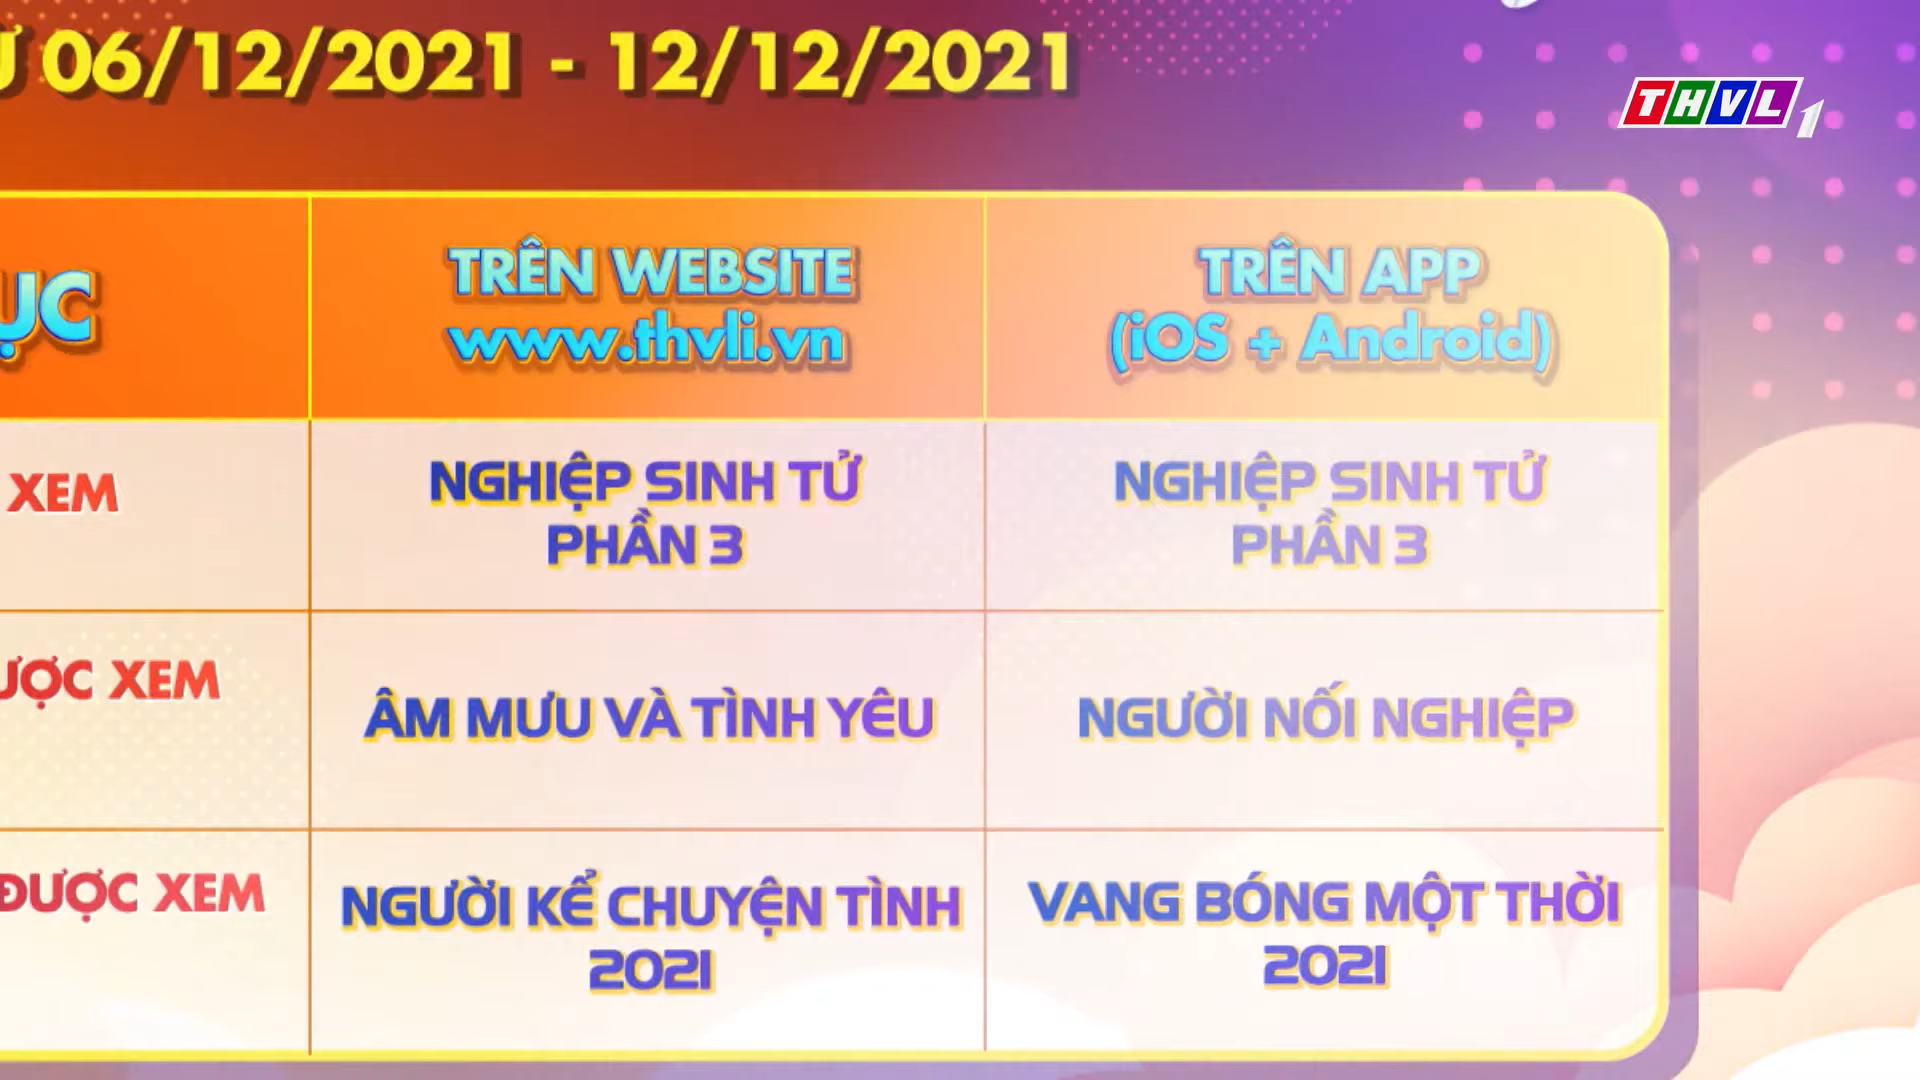 06/12/2021 - 12/12/2021
THVL1
TRÊN WEBSITE
www.thvli.vn
TRÊN APP
(iOS + Android)
XEM
NGHIỆP SINH TỬ
PHẦN 3
NGHIỆP SINH TỬ
PHẦN 3
XEM
ÂM MƯU VÀ TÌNH YÊU
NGƯỜI NỐI NGHIỆP
ĐƯỢC XEM
NGƯỜI KỂ CHUYỆN TÌNH
2021
VANG BÓNG MỘT THỜI
2021